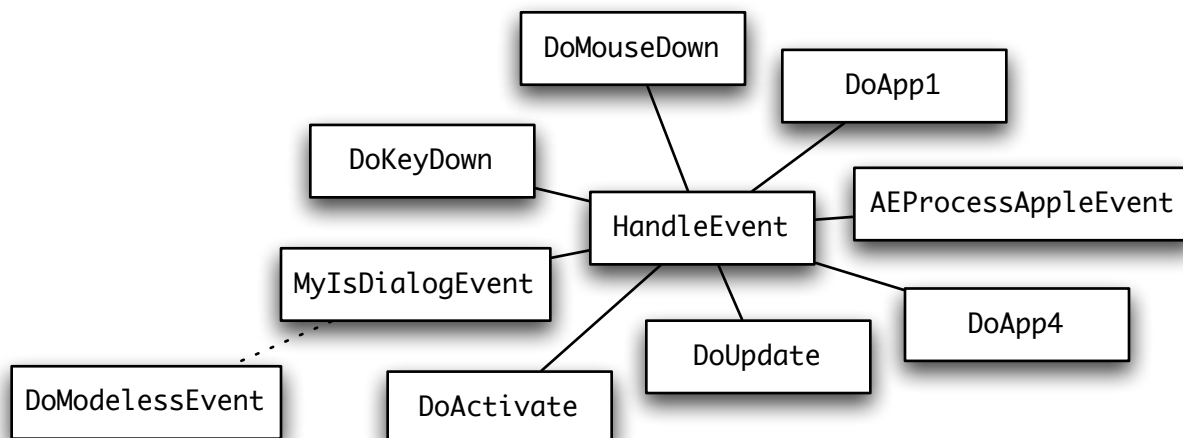 DoMouseDown
DoApp1
DoKeyDown
AEProcessAppleEvent
HandleEvent
MyIsDialogEvent
DoApp4
DoUpdate
DoModelessEvent
DoActivate